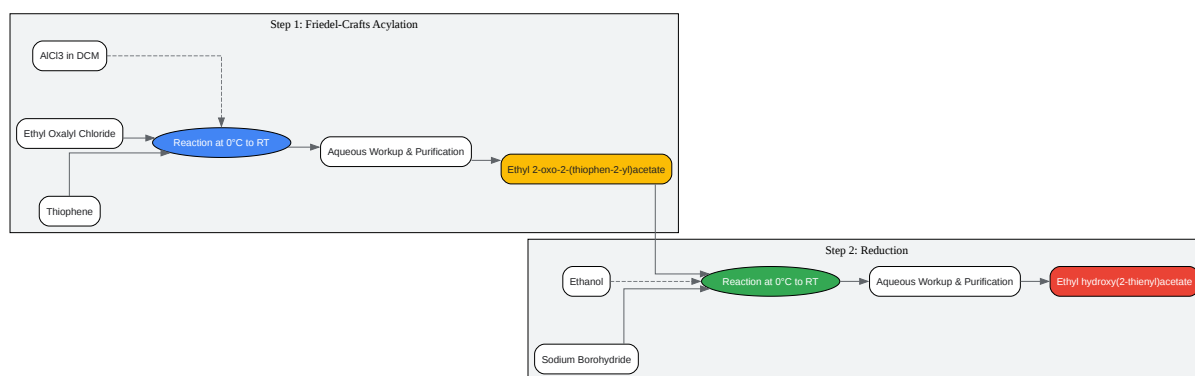 Step 1: Friedel-Crafts Acylation
AlCl3 in DCM
Ethyl Oxalyl Chloride
Reaction at 0°C to RT
Aqueous Workup & Purification
Ethyl 2-oxo-2-(thiophen-2-yl)acetate
Thiophene
Step 2: Reduction
Ethanol
Reaction at 0°C to RT
Aqueous Workup & Purification
Ethyl hydroxy(2-thienyl)acetate
Sodium Borohydride